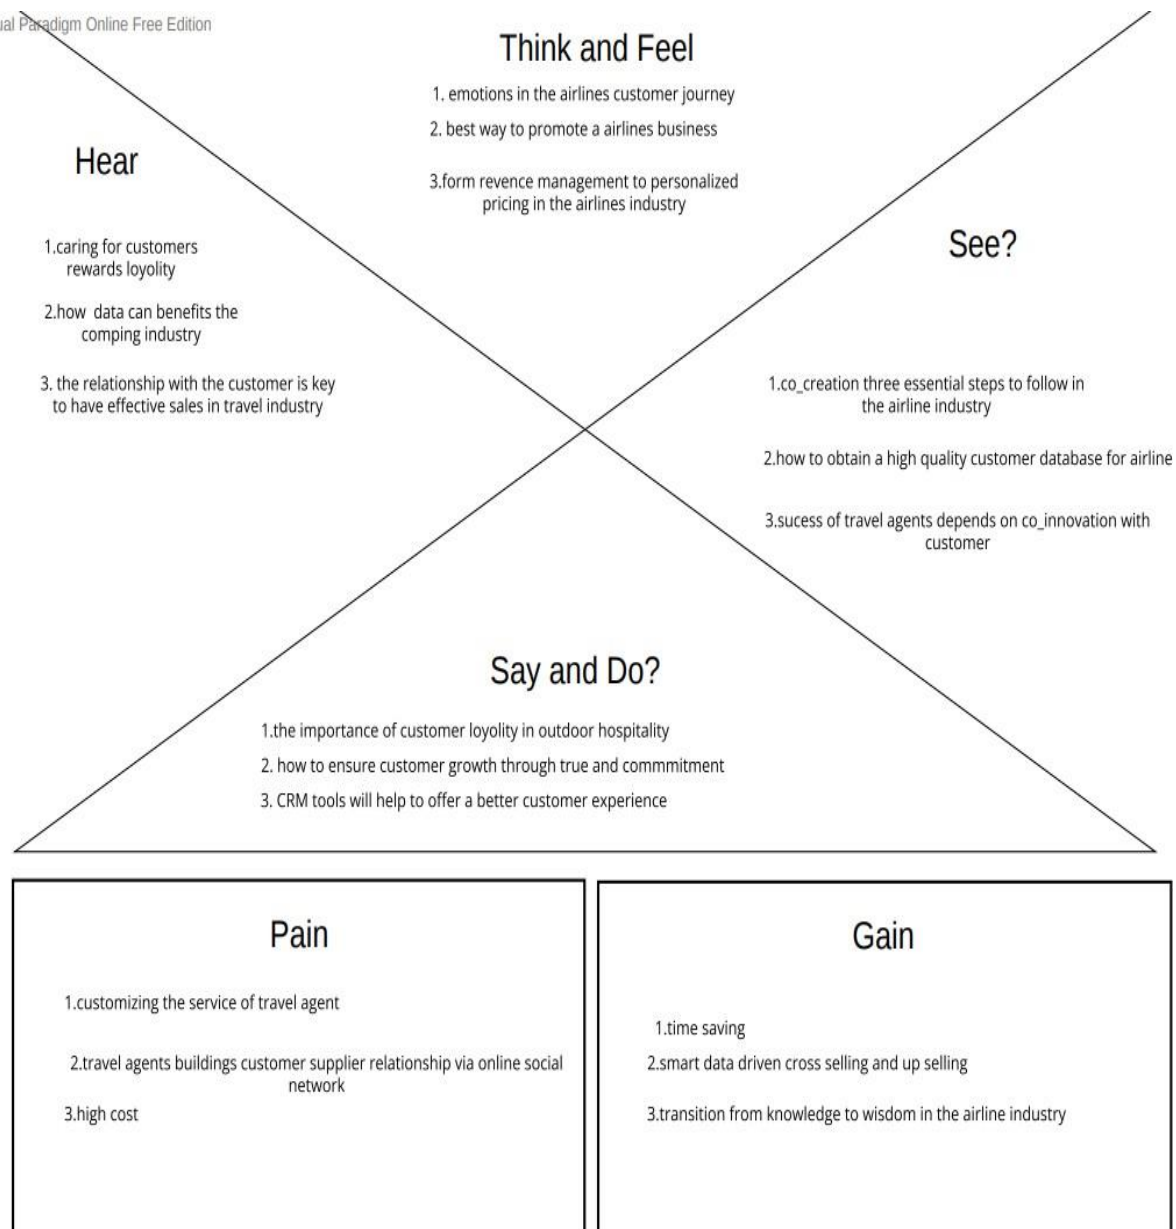 ual Paradigm Online Free Edition
Think and Feel
1. emotions in the airlines customer journey
2. best way to promote a airlines business
3.form revence management to personalized
pricing in the airlines industry
Hear
1.caring for customers
rewards loyolity
2.how data can benefits the
comping industry
3. the relationship with the customer is key
to have effective sales in travel industry
See?
1.co_creation three essential steps to follow in
the airline industry
2.how to obtain a high quality customer database for airline
3.sucess of travel agents depends on co_innovation with
customer
Say and Do?
1.the importance of customer loyolity in outdoor hospitality
2. how to ensure customer growth through true and commmitment
3. CRM tools will help to offer a better customer experience
Pain
1.customizing the service of travel agent
2.travel agents buildings customer supplier relationship via online social
network
3.high cost
Gain
1.time saving
2.smart data driven cross selling and up selling
3.transition from knowledge to wisdom in the airline industry